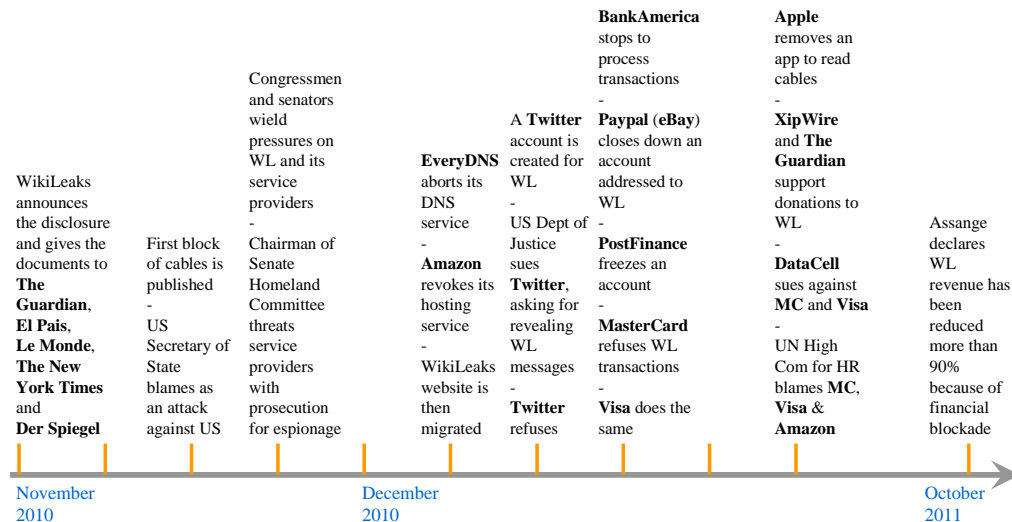 WikiLeaks
announces
the disclosure
and gives the
documents to
The
Guardian,
El Pais,
Le Monde,
The New
York Times
and
Der Spiegel
First block
of cables is
published
-
US
Secretary of
State
blames as
an attack
against US
Congressmen
and senators
wield
pressures on
WL and its
service
providers
-
Chairman of
Senate
Homeland
Committee
threats
service
providers
with
prosecution
for espionage
EveryDNS
aborts its
DNS
service
-
Amazon
revokes its
hosting
service
-
WikiLeaks
website is
then
migrated
A Twitter
account is
created for
WL
-
US Dept of
Justice
sues
Twitter,
asking for
revealing
WL
messages
-
Twitter
refuses
BankAmerica
stops to
process
transactions
-
Paypal (eBay)
closes down an
account
addressed to
WL
-
PostFinance
freezes an
account
-
MasterCard
refuses WL
transactions
-
Visa does the
same
Apple
removes an
app to read
cables
-
XipWire
and The
Guardian
support
donations to
WL
-
DataCell
sues against
MC and Visa
-
UN High
Com for HR
blames MC,
Visa &
Amazon
Assange
declares
WL
revenue has
been
reduced
more than
90%
because of
financial
blockade
November
2010
December
2010
October
2011